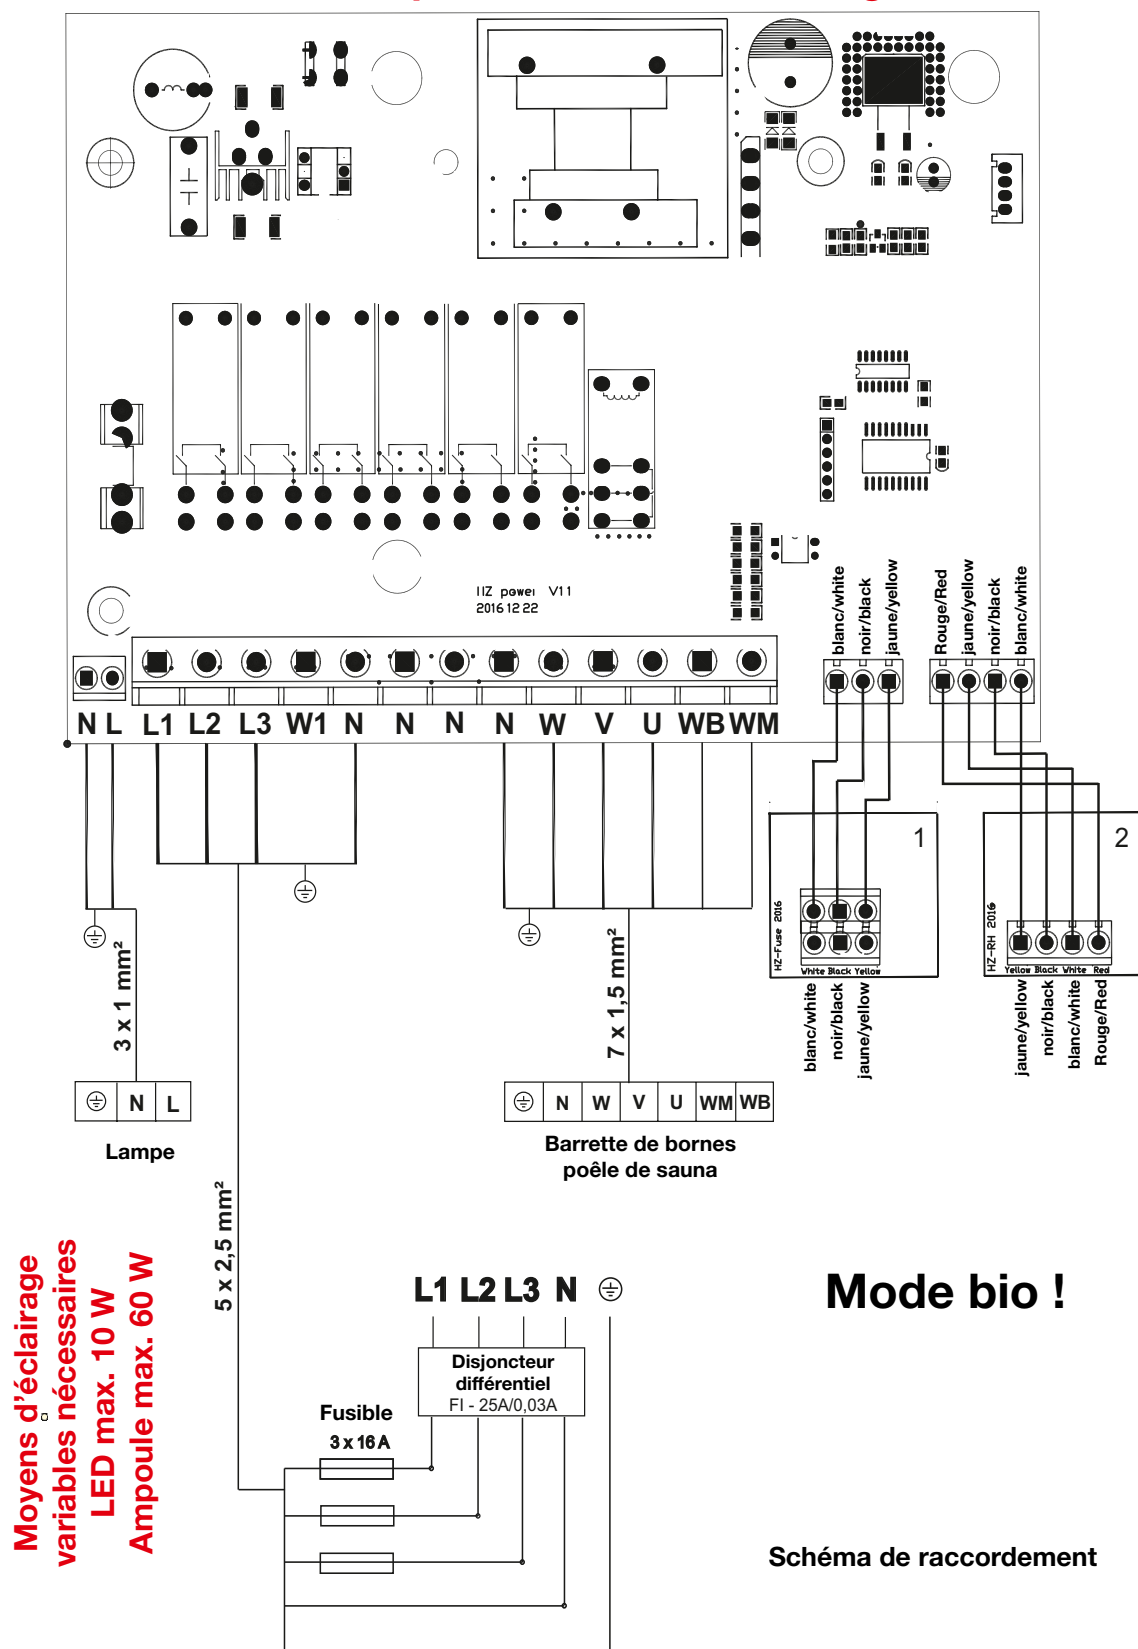 HZ power V11
2016 12 22
blanc/white
noir/black
jaune/yellow
Rouge/Red
jaune/yellow
noir/black
blanc/white
N L L1 L2 L3 W1 N N N N W V U WB WM
1
HZ-Fuse 2016
White Black Yellow
blanc/white
noir/black
jaune/yellow
2
HZ-RH 2016
Yellow Black White Red
jaune/yellow
noir/black
blanc/white
Rouge/Red
3 x 1 mm²
7 x 1,5 mm²
N L
Lampe
N W V U WM WB
Barrette de bornes
poêle de sauna
5 x 2,5 mm²
Moyens d'éclairage
variables nécessaires
LED max. 10 W
Ampoule max. 60 W
L1 L2 L3 N
Disjoncteur
différentiel
FI - 25A/0,03A
Fusible
3 x 16 A
Mode bio !
Schéma de raccordement